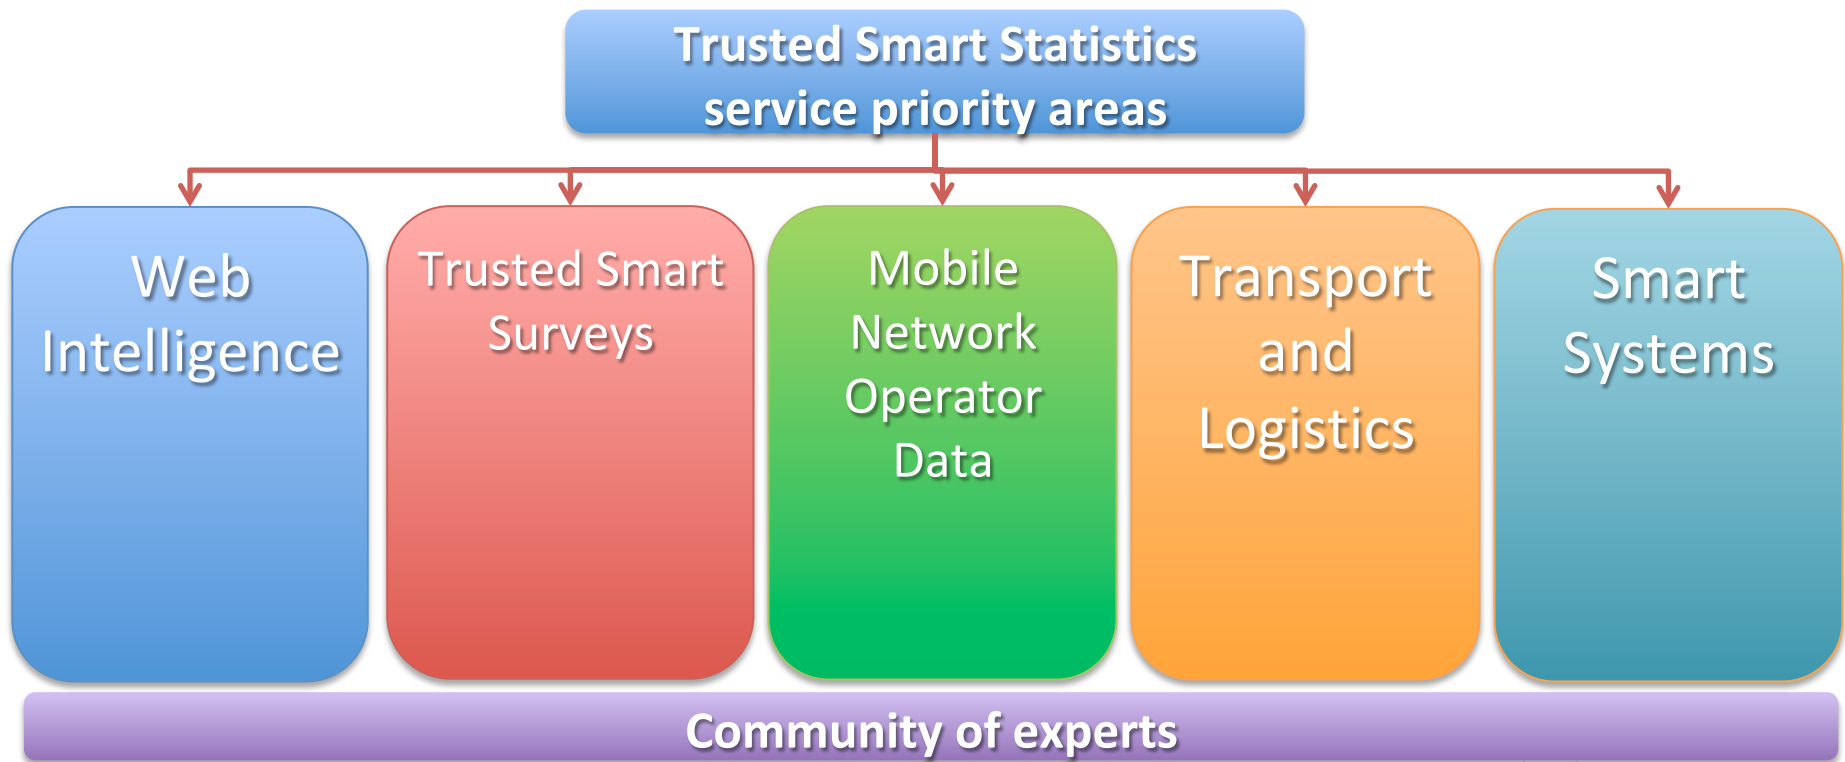 Trusted Smart Statistics
service priority areas
Web
Intelligence
Trusted Smart
Surveys
Mobile
Network
Operator
Data
Transport
and
Logistics
Smart
Systems
Community of experts